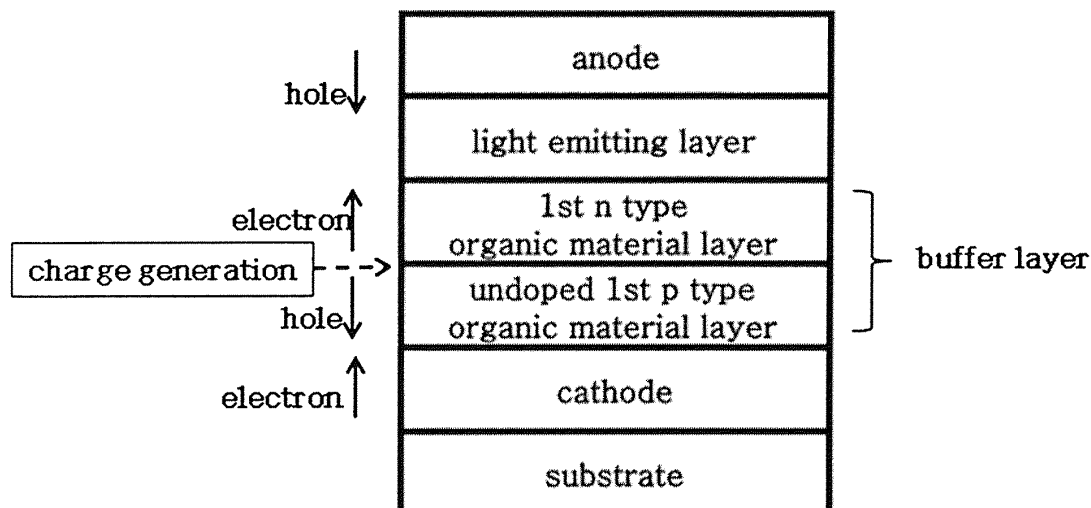 anode
hole
light emitting layer
1st n type
electron
organic material layer
charge generation
buffer layer
undoped 1st p type
hole
organic material layer
electron
cathode
substrate